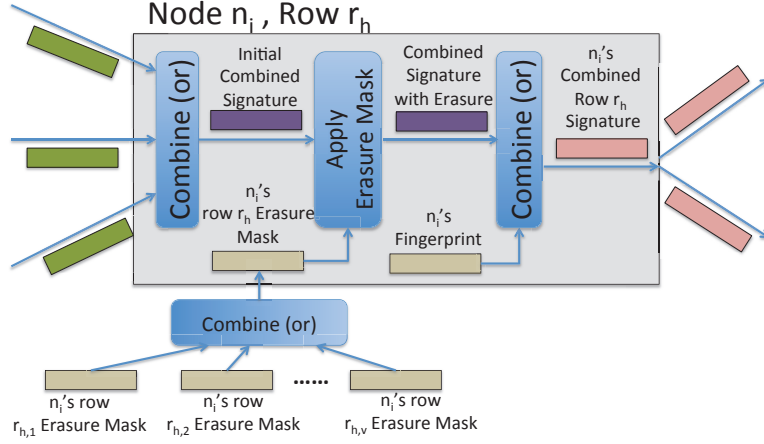 Node n_i , Row r_h
Combine (or)
Initial
Combined
Signature
Apply
Erasure Mask
Combined
Signature
with Erasure
Combine (or)
n_i's
Combined
Row r_h
Signature
n_i's
row r_h Erasure
Mask
n_i's
Fingerprint
Combine (or)
......
n_i's row
r_h,1 Erasure Mask
n_i's row
r_h,2 Erasure Mask
n_i's row
r_h,v Erasure Mask